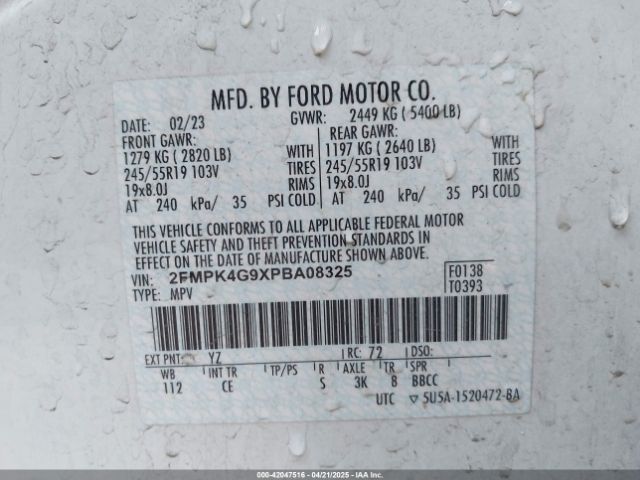 MFD. BY FORD MOTOR CO.
DATE: 02/23 GVWR: 2449 KG ( 5400 LB)
FRONT GAWR: REAR GAWR:
1279 KG ( 2820 LB) WITH 1197 KG ( 2640 LB) WITH
245/55R19 103V TIRES 245/55R19 103V TIRES
19x8.0J RIMS 19x8.0J RIMS
AT 240 kPa/ 35 PSI COLD AT 240 kPa/ 35 PSI COLD
THIS VEHICLE CONFORMS TO ALL APPLICABLE FEDERAL MOTOR
VEHICLE SAFETY AND THEFT PREVENTION STANDARDS IN
EFFECT ON THE DATE OF MANUFACTURE SHOWN ABOVE.
VIN: 2FMPK4G9XPBA08325 F0138
TYPE: MPV T0393
EXT PNT: YZ RC: 72 DSO:
WB INT TR TP/PS R AXLE TR SPR
112 CE S 3K 8 BBCC
UTC 5U5A-1520472-BA
000-42047516 - 04/21/2025 - IAAI.com